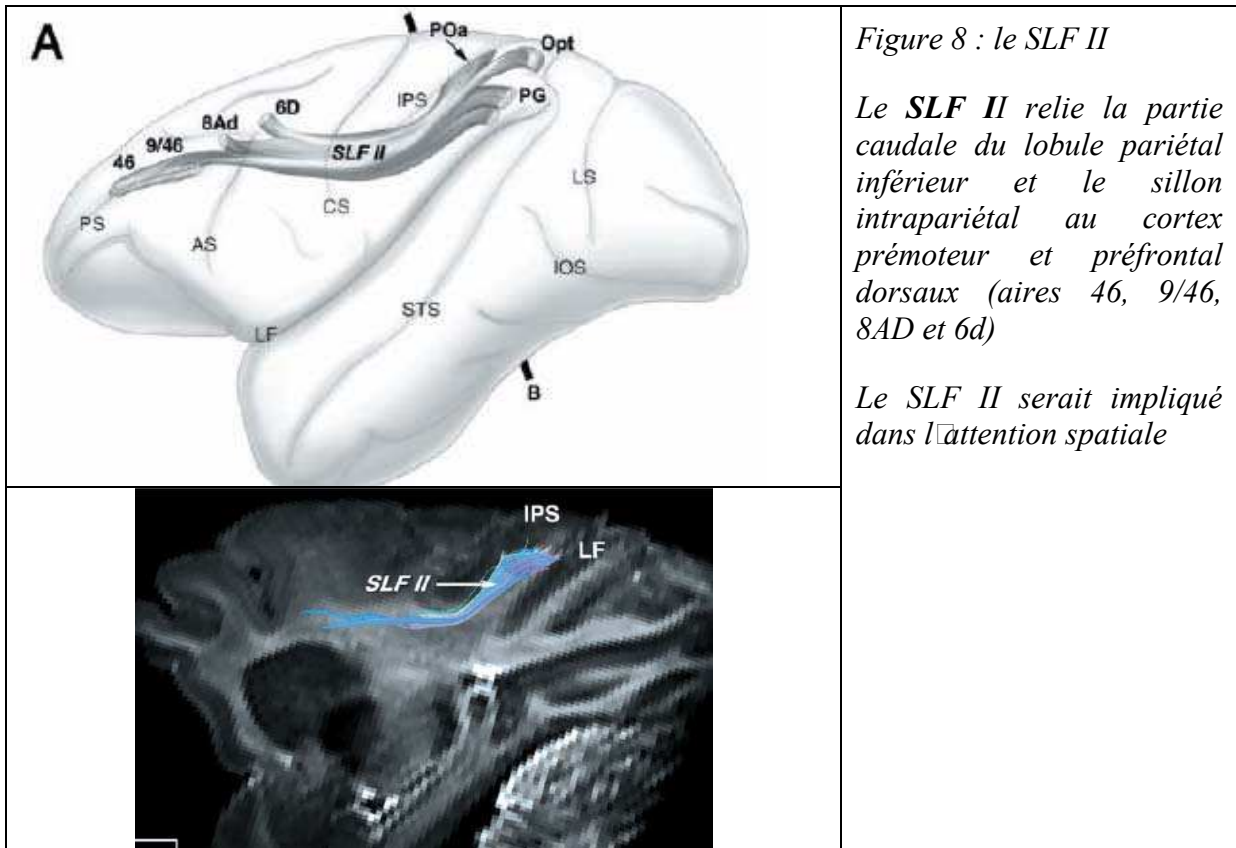 A
POa
Opt
6D
IPS
PG
8Ad
9/46
SLF II
46
CS
LS
PS
AS
IOS
STS
LF
B
IPS
LF
SLF II
Figure 8 : le SLF II
Le SLF II relie la partie
caudale du lobule pariétal
inférieur et le sillon
intrapariétal au cortex
prémoteur et préfrontal
dorsaux (aires 46, 9/46,
8AD et 6d)
Le SLF II serait impliqué
dans l□attention spatiale